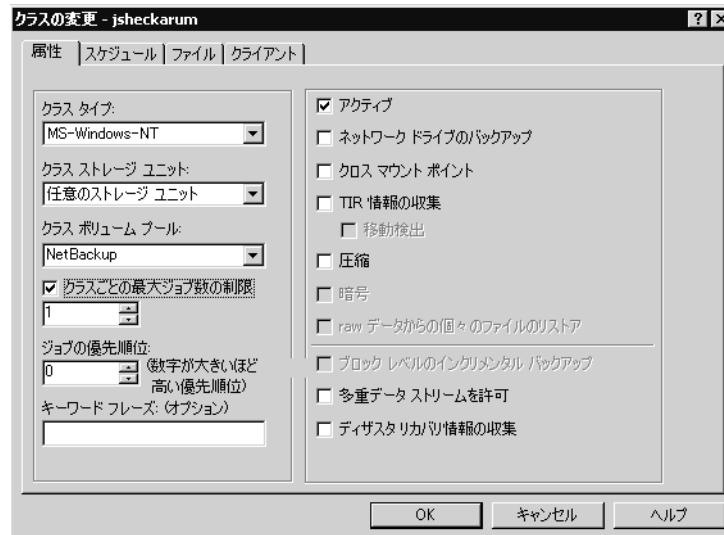 クラスの変更 - jsheckarum
属性
スケジュール
ファイル
クライアント
クラス タイプ:
MS-Windows-NT
クラス ストレージ ユニット:
任意のストレージ ユニット
クラス ボリューム プール:
NetBackup
クラスごとの最大ジョブ数の制限
1
ジョブの優先順位:
0
(数字が大きいほど
高い優先順位)
キーワード フレーズ: (オプション)
アクティブ
ネットワーク ドライブのバックアップ
クロス マウント ポイント
TIR 情報の収集
移動検出
圧縮
暗号
raw データからの個々のファイルのリストア
ブロック レベルのインクリメンタル バックアップ
多重データ ストリームを許可
ディザスタ リカバリ情報の収集
OK
キャンセル
ヘルプ